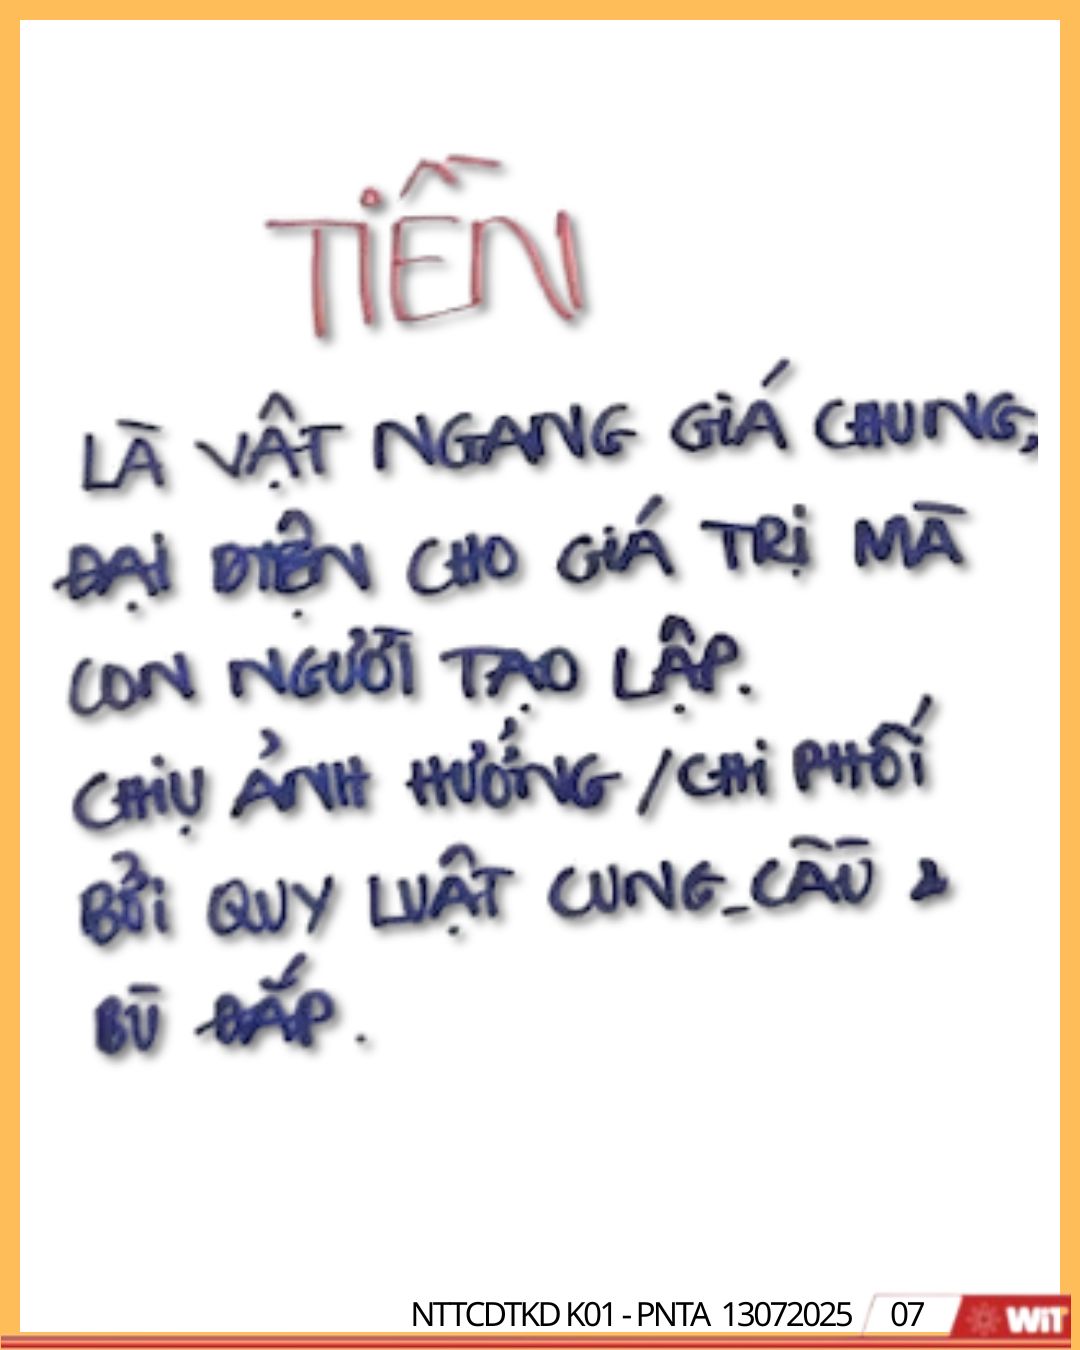 TIỀN
LÀ VẬT NGANG GIÁ CHUNG,
ĐẠI DIỆN CHO GIÁ TRỊ MÀ
CON NGƯỜI TẠO LẬP.
CHỊU ẢNH HƯỞNG / CHI PHỐI
BỞI QUY LUẬT CUNG_CẦU &
BÙ ĐẮP.
NTTCDTKD K01 - PNTA 13072025 07 WiT